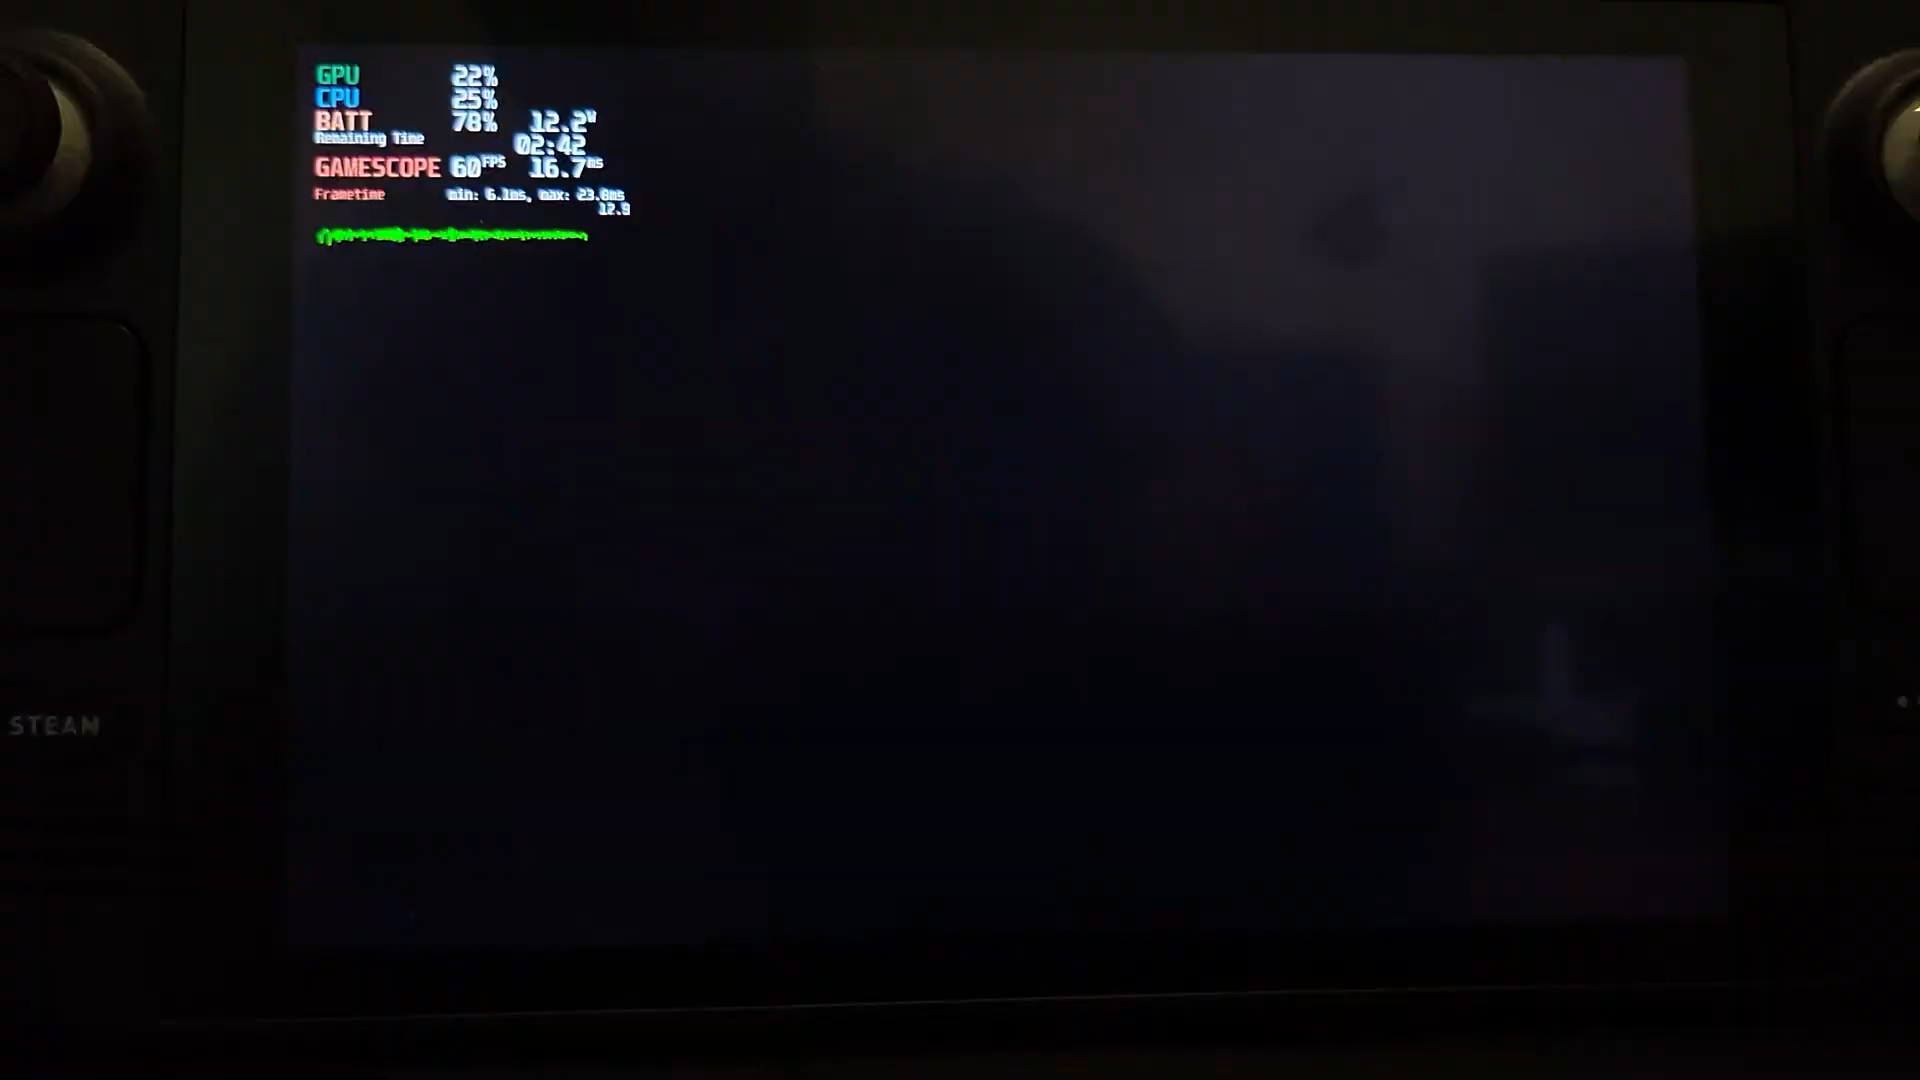 GPU 22%
CPU 25%
BATT 78% 12.2W
Remaining Time 02:42
GAMESCOPE 60FPS 16.7ms
Frametime min: 6.1ms, max: 23.8ms
12.9
STEAM